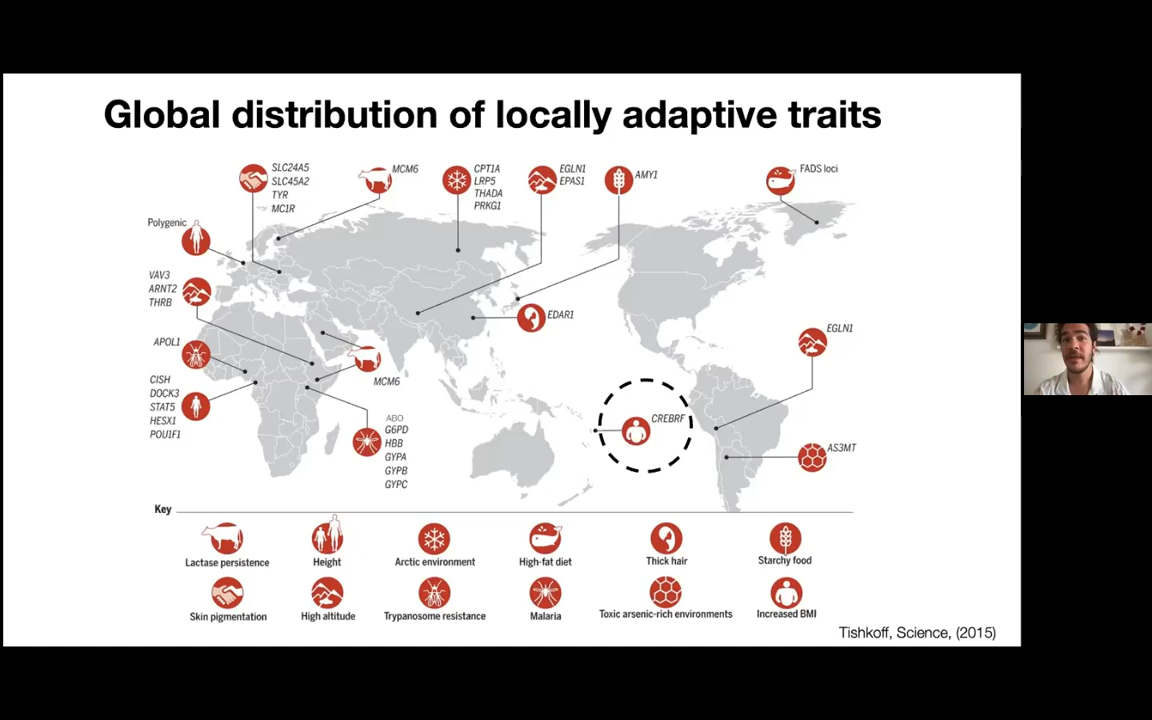 Global distribution of locally adaptive traits
SLC24A5
SLC45A2
TYR
MC1R
MCM6
CPT1A
LRP5
THADA
PRKG1
EGLN1
EPAS1
AMY1
FADS loci
Polygenic
VAV3
ARNT2
THRB
EDAR1
EGLN1
APOL1
MCM6
CISH
DOCK3
STAT5
HESX1
POU1F1
ABO
G6PD
HBB
GYPA
GYPB
GYPC
CREBRF
AS3MT
Key
Lactase persistence
Height
Arctic environment
High-fat diet
Thick hair
Starchy food
Skin pigmentation
High altitude
Trypanosome resistance
Malaria
Toxic arsenic-rich environments
Increased BMI
Tishkoff, Science, (2015)